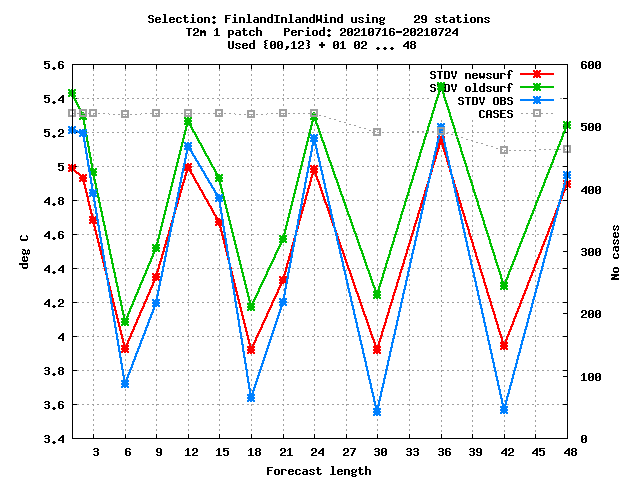 Selection: FinlandInlandWind using    29 stations
T2m 1 patch   Period: 20210716-20210724
Used {00,12} + 01 02 ... 48
STDV newsurf
STDV oldsurf
STDV OBS
CASES
5.6
5.4
5.2
5
4.8
4.6
4.4
4.2
4
3.8
3.6
3.4
deg C
600
500
400
300
200
100
0
No cases
3 6 9 12 15 18 21 24 27 30 33 36 39 42 45 48
Forecast length